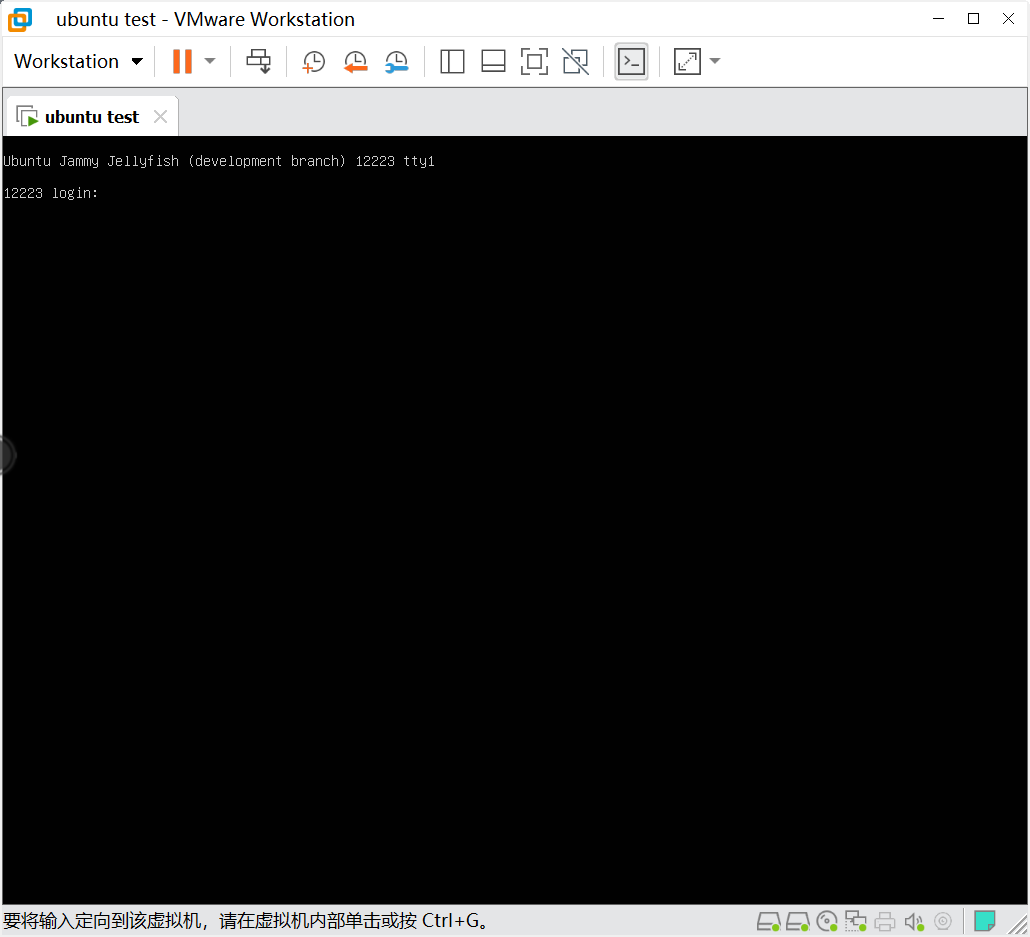 ubuntu test - VMware Workstation
Workstation
ubuntu test
Ubuntu Jammy Jellyfish (development branch) 12223 tty1
12223 login:
要将输入定向到该虚拟机，请在虚拟机内部单击或按 Ctrl+G。